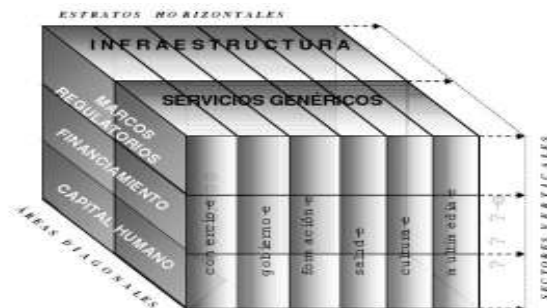 ESTRATOS HORIZONTALES
INFRAESTRUCTURA
SERVICIOS GENÉRICOS
MARCOS
REGULATORIOS
FINANCIAMIENTO
CAPITAL HUMANO
ÁREAS DIAGONALES
comercio-e
gobierno-e
formación-e
salud-e
cultura-e
multimedia-e
SECTORES VERTICALES